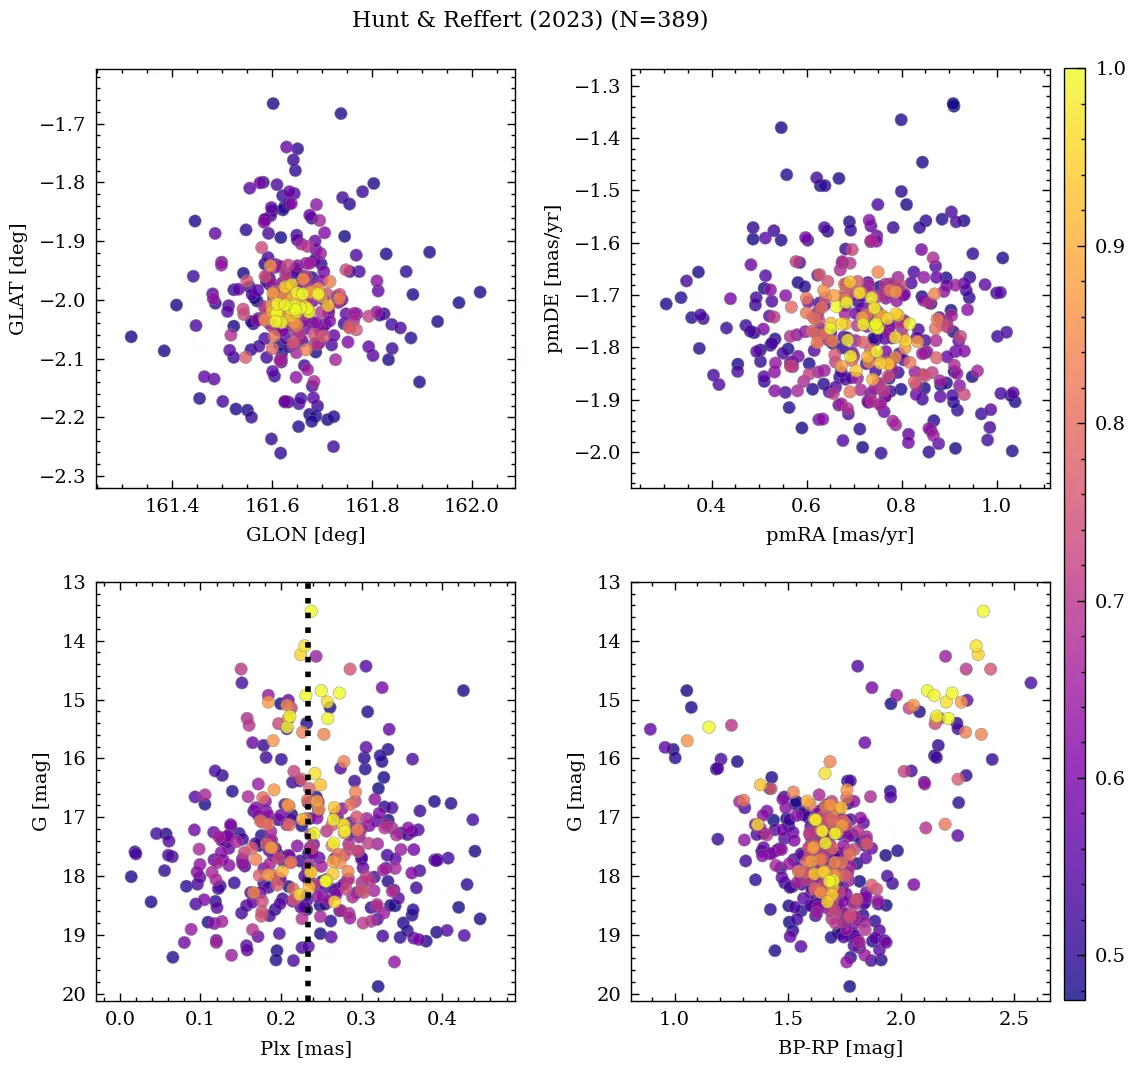 Hunt & Reffert (2023) (N=389)
−1.7
−1.8
−1.9
−2.0
−2.1
−2.2
−2.3
GLAT [deg]
161.4 161.6 161.8 162.0
GLON [deg]
−1.3
−1.4
−1.5
−1.6
−1.7
−1.8
−1.9
−2.0
pmDE [mas/yr]
0.4 0.6 0.8 1.0
pmRA [mas/yr]
13
14
15
16
17
18
19
20
G [mag]
0.0 0.1 0.2 0.3 0.4
Plx [mas]
13
14
15
16
17
18
19
20
G [mag]
1.0 1.5 2.0 2.5
BP-RP [mag]
1.0
0.9
0.8
0.7
0.6
0.5